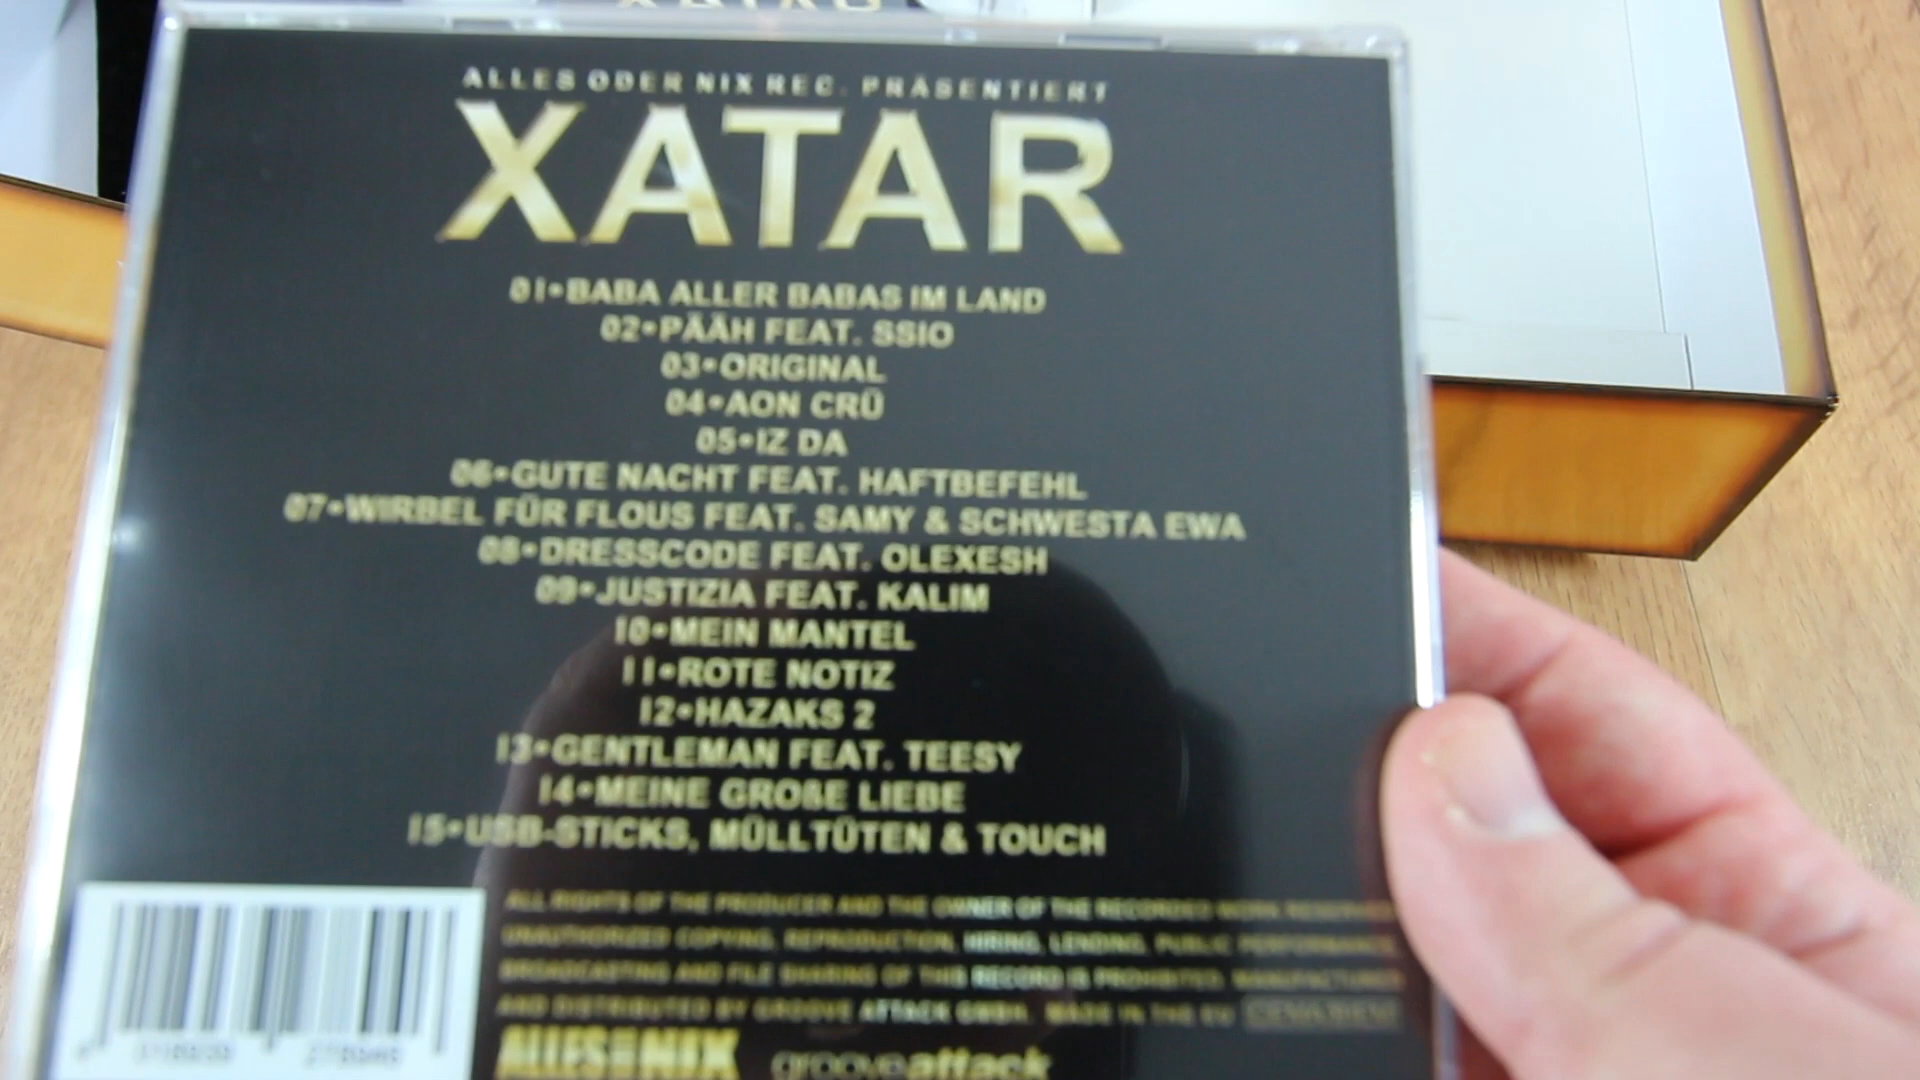 ALLES ODER NIX REC. PRÄSENTIERT
XATAR
01•BABA ALLER BABAS IM LAND
02•PÄÄH FEAT. SSIO
03•ORIGINAL
04•AON CRÜ
05•IZ DA
06•GUTE NACHT FEAT. HAFTBEFEHL
07•WIRBEL FÜR FLOUS FEAT. SAMY & SCHWESTA EWA
08•DRESSCODE FEAT. OLEXESH
09•JUSTIZIA FEAT. KALIM
10•MEIN MANTEL
11•ROTE NOTIZ
12•HAZAKS 2
13•GENTLEMAN FEAT. TEESY
14•MEINE GROßE LIEBE
15•USB-STICKS, MÜLLTÜTEN & TOUCH
ALL RIGHTS OF THE PRODUCER AND THE OWNER OF THE RECORDED WORK RESERVED
UNAUTHORIZED COPYING, REPRODUCTION, HIRING, LENDING, PUBLIC PERFORMANCE,
BROADCASTING AND FILE SHARING OF THIS RECORD IS PROHIBITED. MANUFACTURED
AND DISTRIBUTED BY GROOVE ATTACK GMBH. MADE IN THE EU
ALLES NIX grooveattack